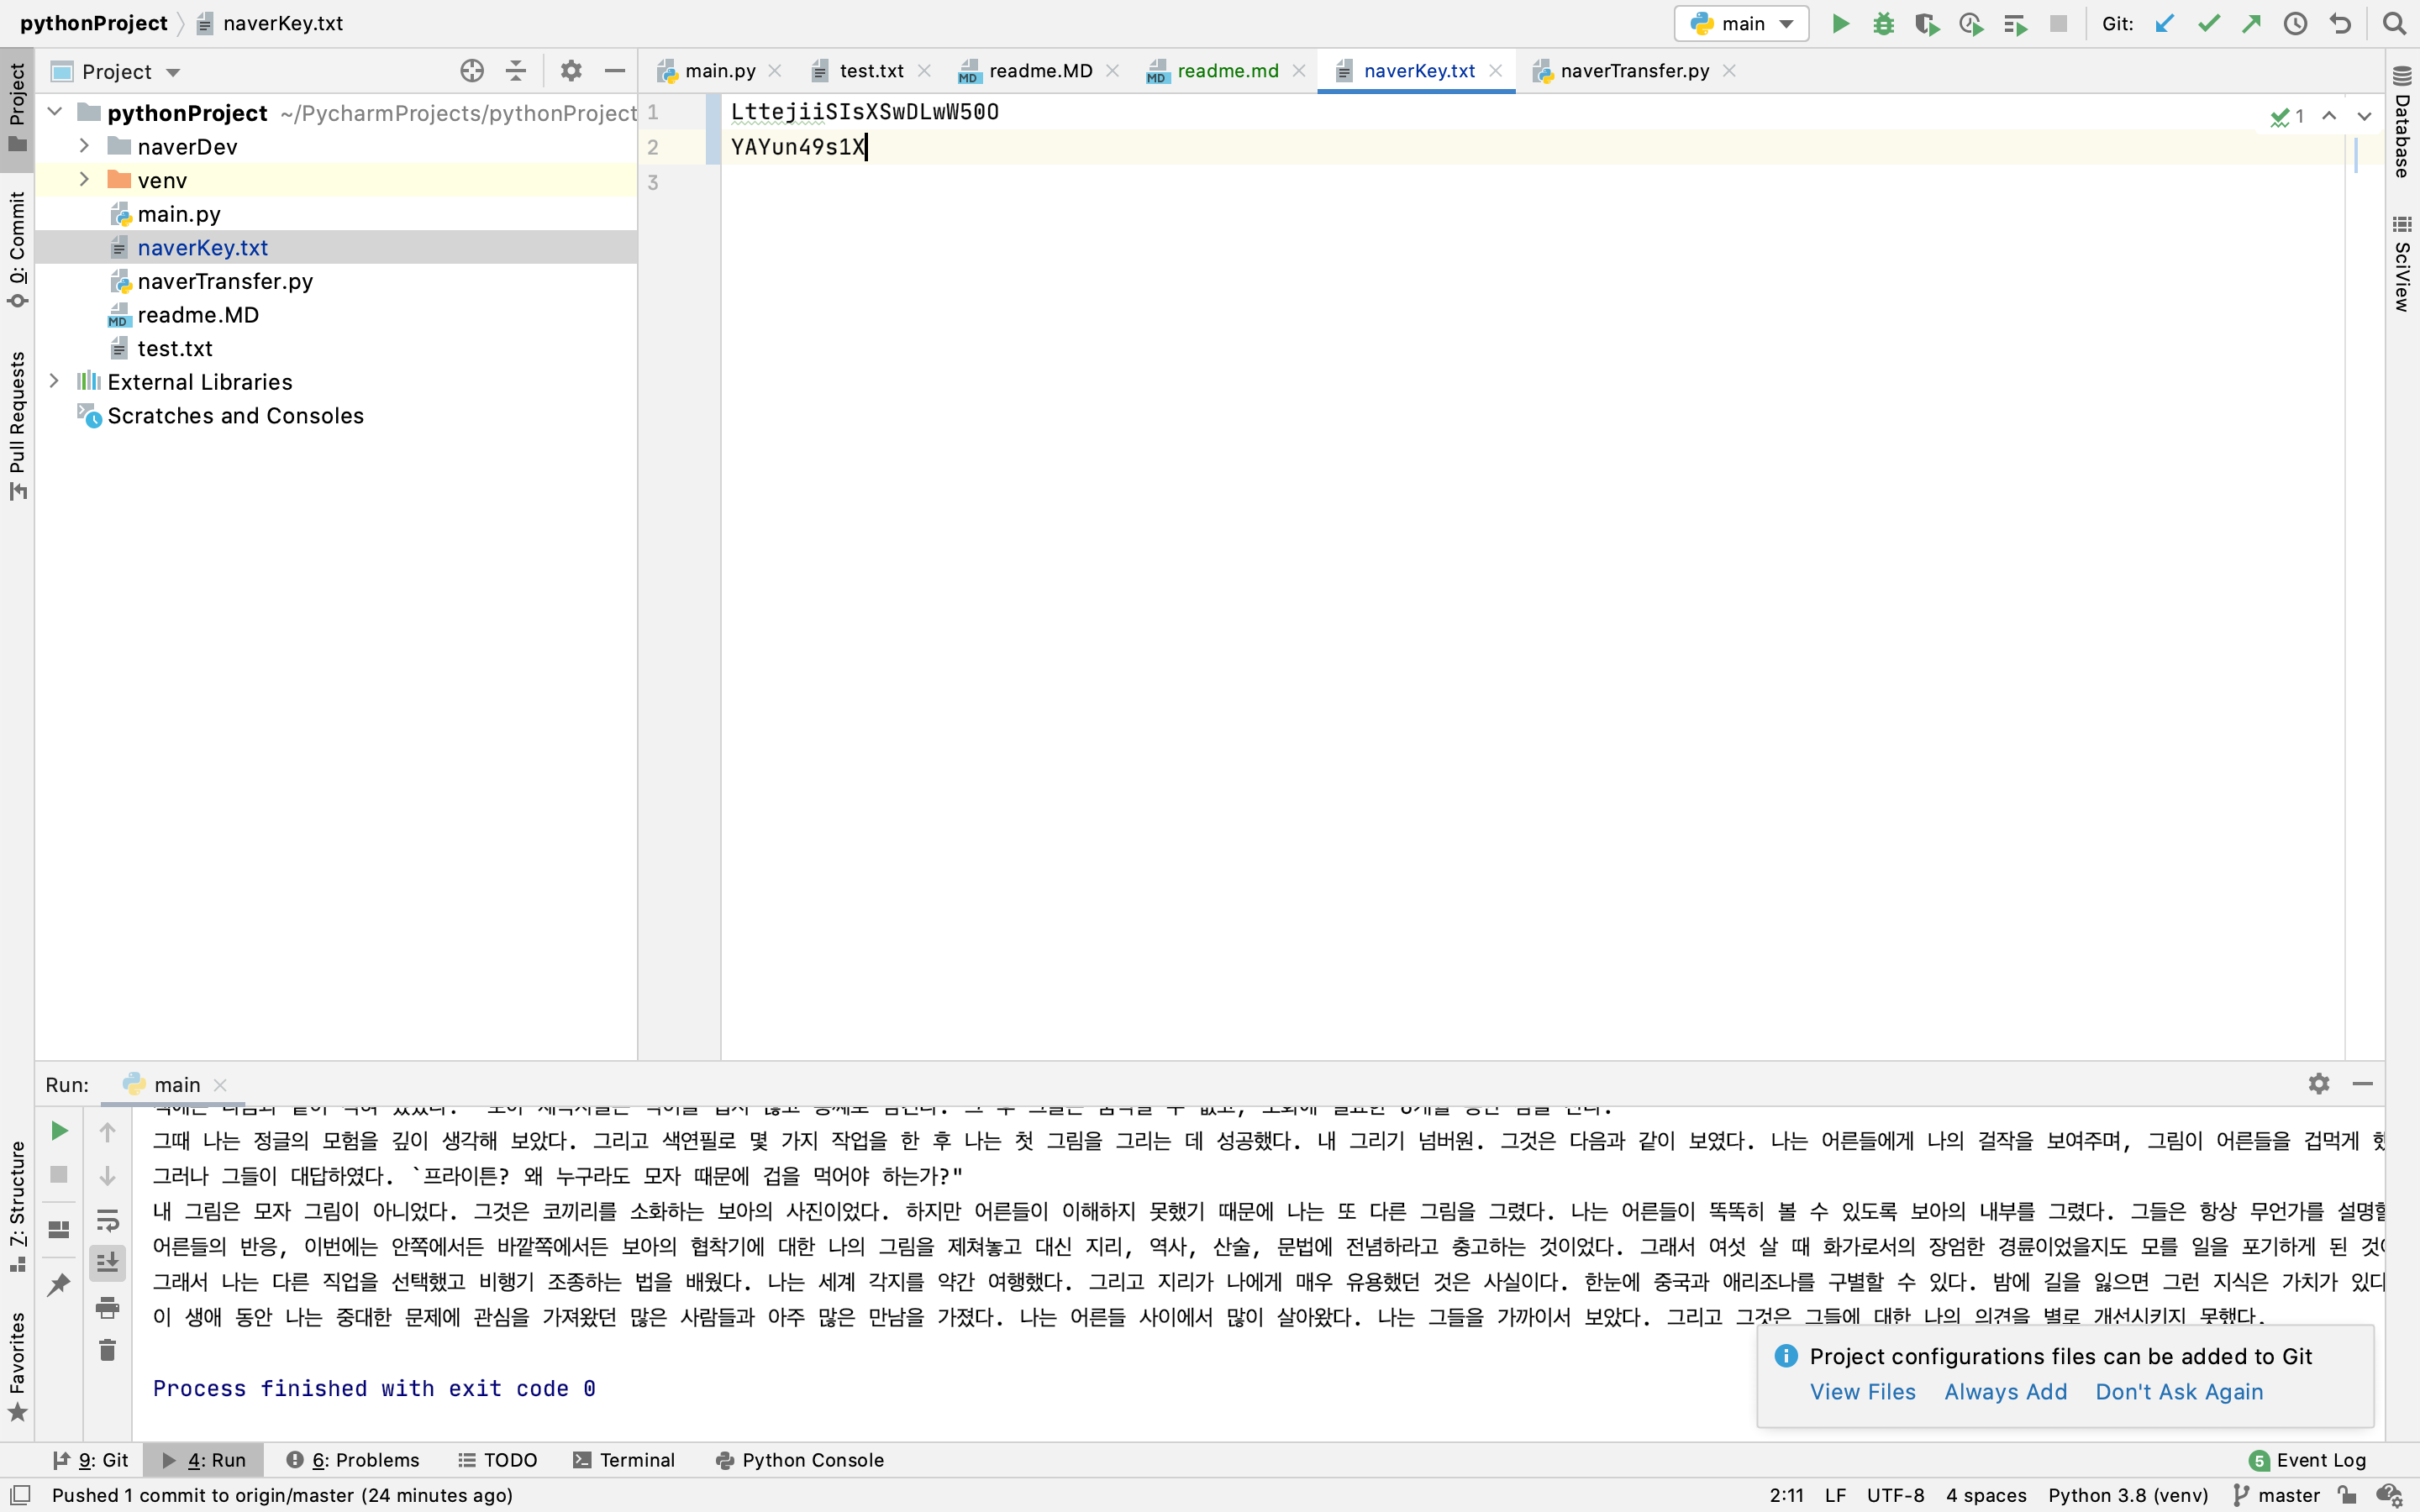 pythonProject naverKey.txt
main
Git:
Project
main.py
test.txt
readme.MD
readme.md
naverKey.txt
naverTransfer.py
Project
0: Commit
Pull Requests
pythonProject ~/PycharmProjects/pythonProject
naverDev
venv
main.py
naverKey.txt
naverTransfer.py
readme.MD
test.txt
External Libraries
Scratches and Consoles
1 LttejiiSIsXSwDLwW50O
2 YAYun49s1X
3
1
Database
SciView
Run: main
7: Structure
Favorites
그때 나는 정글의 모험을 깊이 생각해 보았다. 그리고 색연필로 몇 가지 작업을 한 후 나는 첫 그림을 그리는 데 성공했다. 내 그리기 넘버원. 그것은 다음과 같이 보였다. 나는 어른들에게 나의 걸작을 보여주며, 그림이 어른들을 겁먹게
그러나 그들이 대답하였다. `프라이튼? 왜 누구라도 모자 때문에 겁을 먹어야 하는가?"
내 그림은 모자 그림이 아니었다. 그것은 코끼리를 소화하는 보아의 사진이었다. 하지만 어른들이 이해하지 못했기 때문에 나는 또 다른 그림을 그렸다. 나는 어른들이 똑똑히 볼 수 있도록 보아의 내부를 그렸다. 그들은 항상 무언가를
어른들의 반응, 이번에는 안쪽에서든 바깥쪽에서든 보아의 협착기에 대한 나의 그림을 제쳐놓고 대신 지리, 역사, 산술, 문법에 전념하라고 충고하는 것이었다. 그래서 여섯 살 때 화가로서의 장엄한 경륜이었을지도 모를 일을 포기하게 된
그래서 나는 다른 직업을 선택했고 비행기 조종하는 법을 배웠다. 나는 세계 각지를 약간 여행했다. 그리고 지리가 나에게 매우 유용했던 것은 사실이다. 한눈에 중국과 애리조나를 구별할 수 있다. 밤에 길을 잃으면 그런 지식은 가치가
이 생애 동안 나는 중대한 문제에 관심을 가져왔던 많은 사람들과 아주 많은 만남을 가졌다. 나는 어른들 사이에서 많이 살아왔다. 나는 그들을 가까이서 보았다. 그리고 그것은 그들에 대한 나의 의견을 별로 개선시키지 못했다.
Process finished with exit code 0
Project configurations files can be added to Git
View Files Always Add Don't Ask Again
9: Git 4: Run 6: Problems TODO Terminal Python Console 5 Event Log
Pushed 1 commit to origin/master (24 minutes ago) 2:11 LF UTF-8 4 spaces Python 3.8 (venv) master